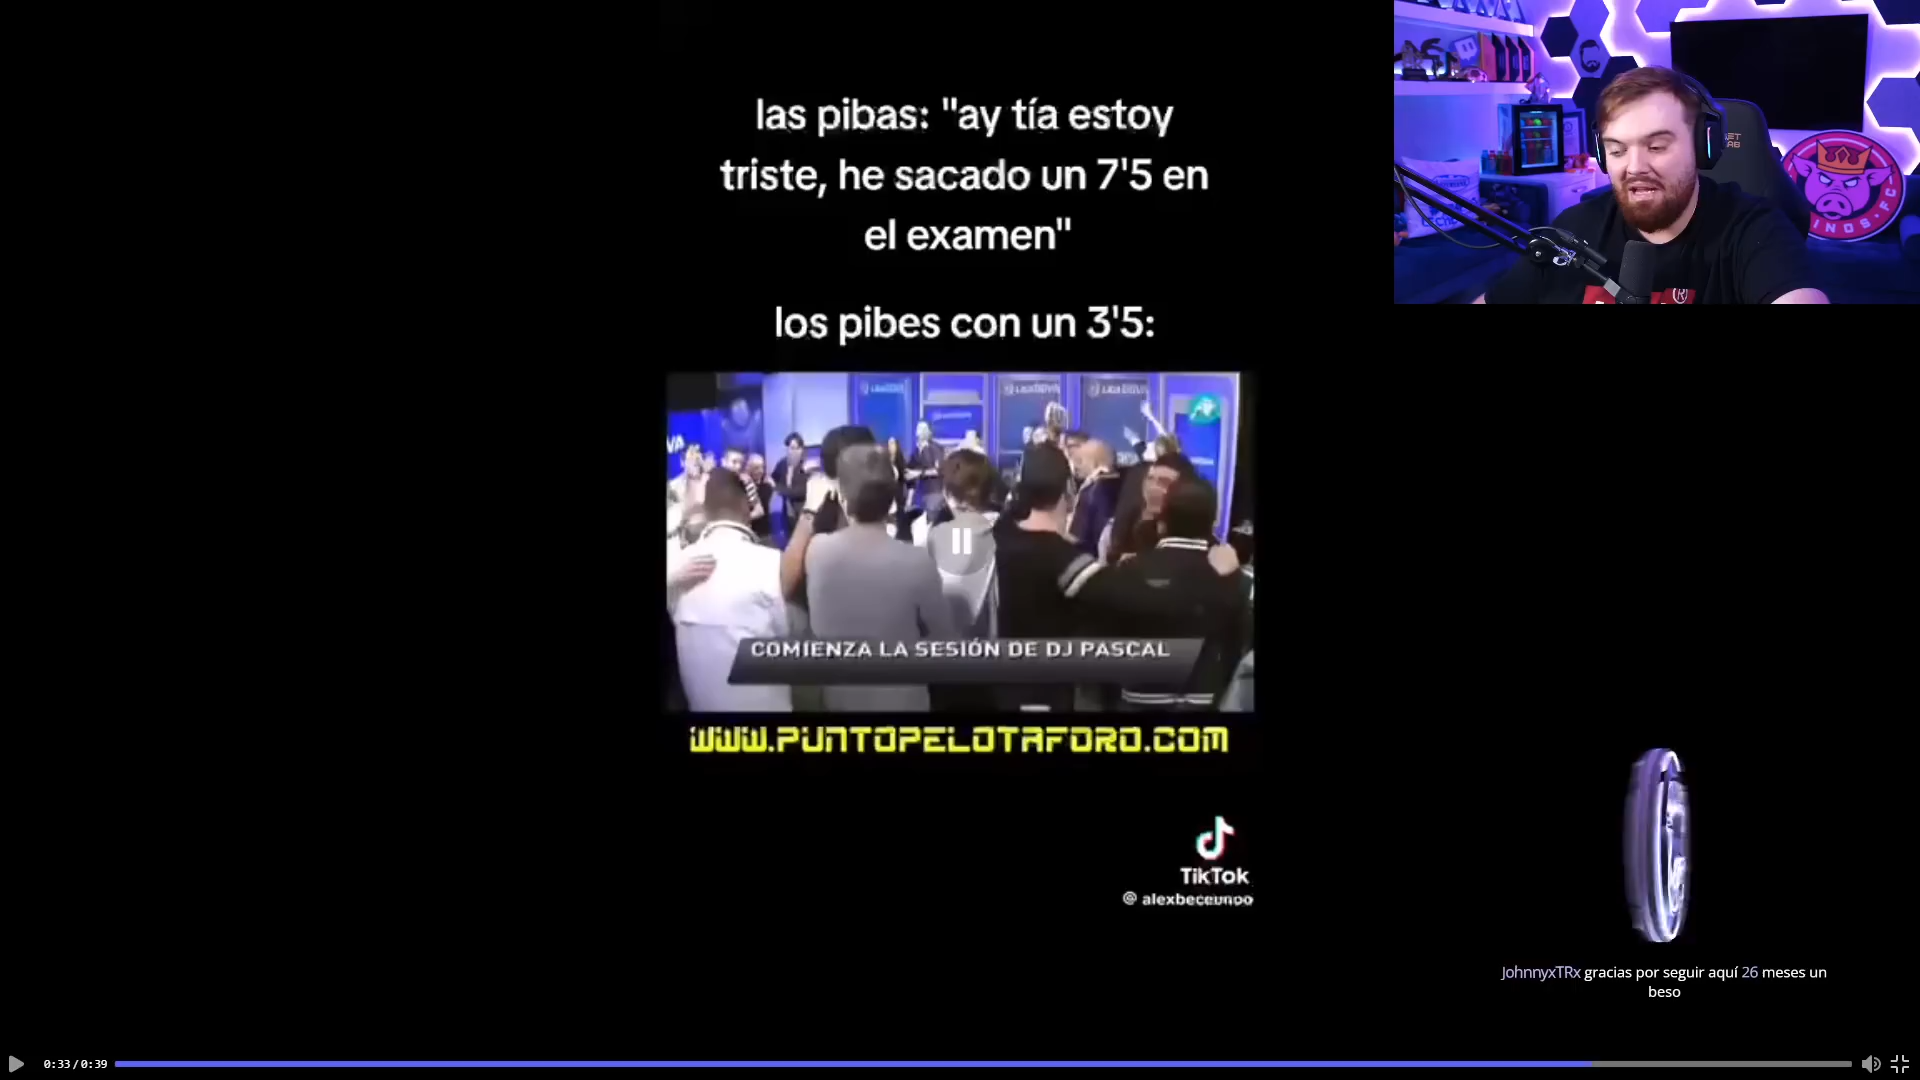 las pibas: "ay tía estoy
triste, he sacado un 7'5 en
el examen"
los pibes con un 3'5:
COMIENZA LA SESIÓN DE DJ PASCAL
WWW.PUNTOPELOTAFORO.COM
TikTok
JohnnyxTRx gracias por seguir aquí 26 meses un
beso
0:33/0:39